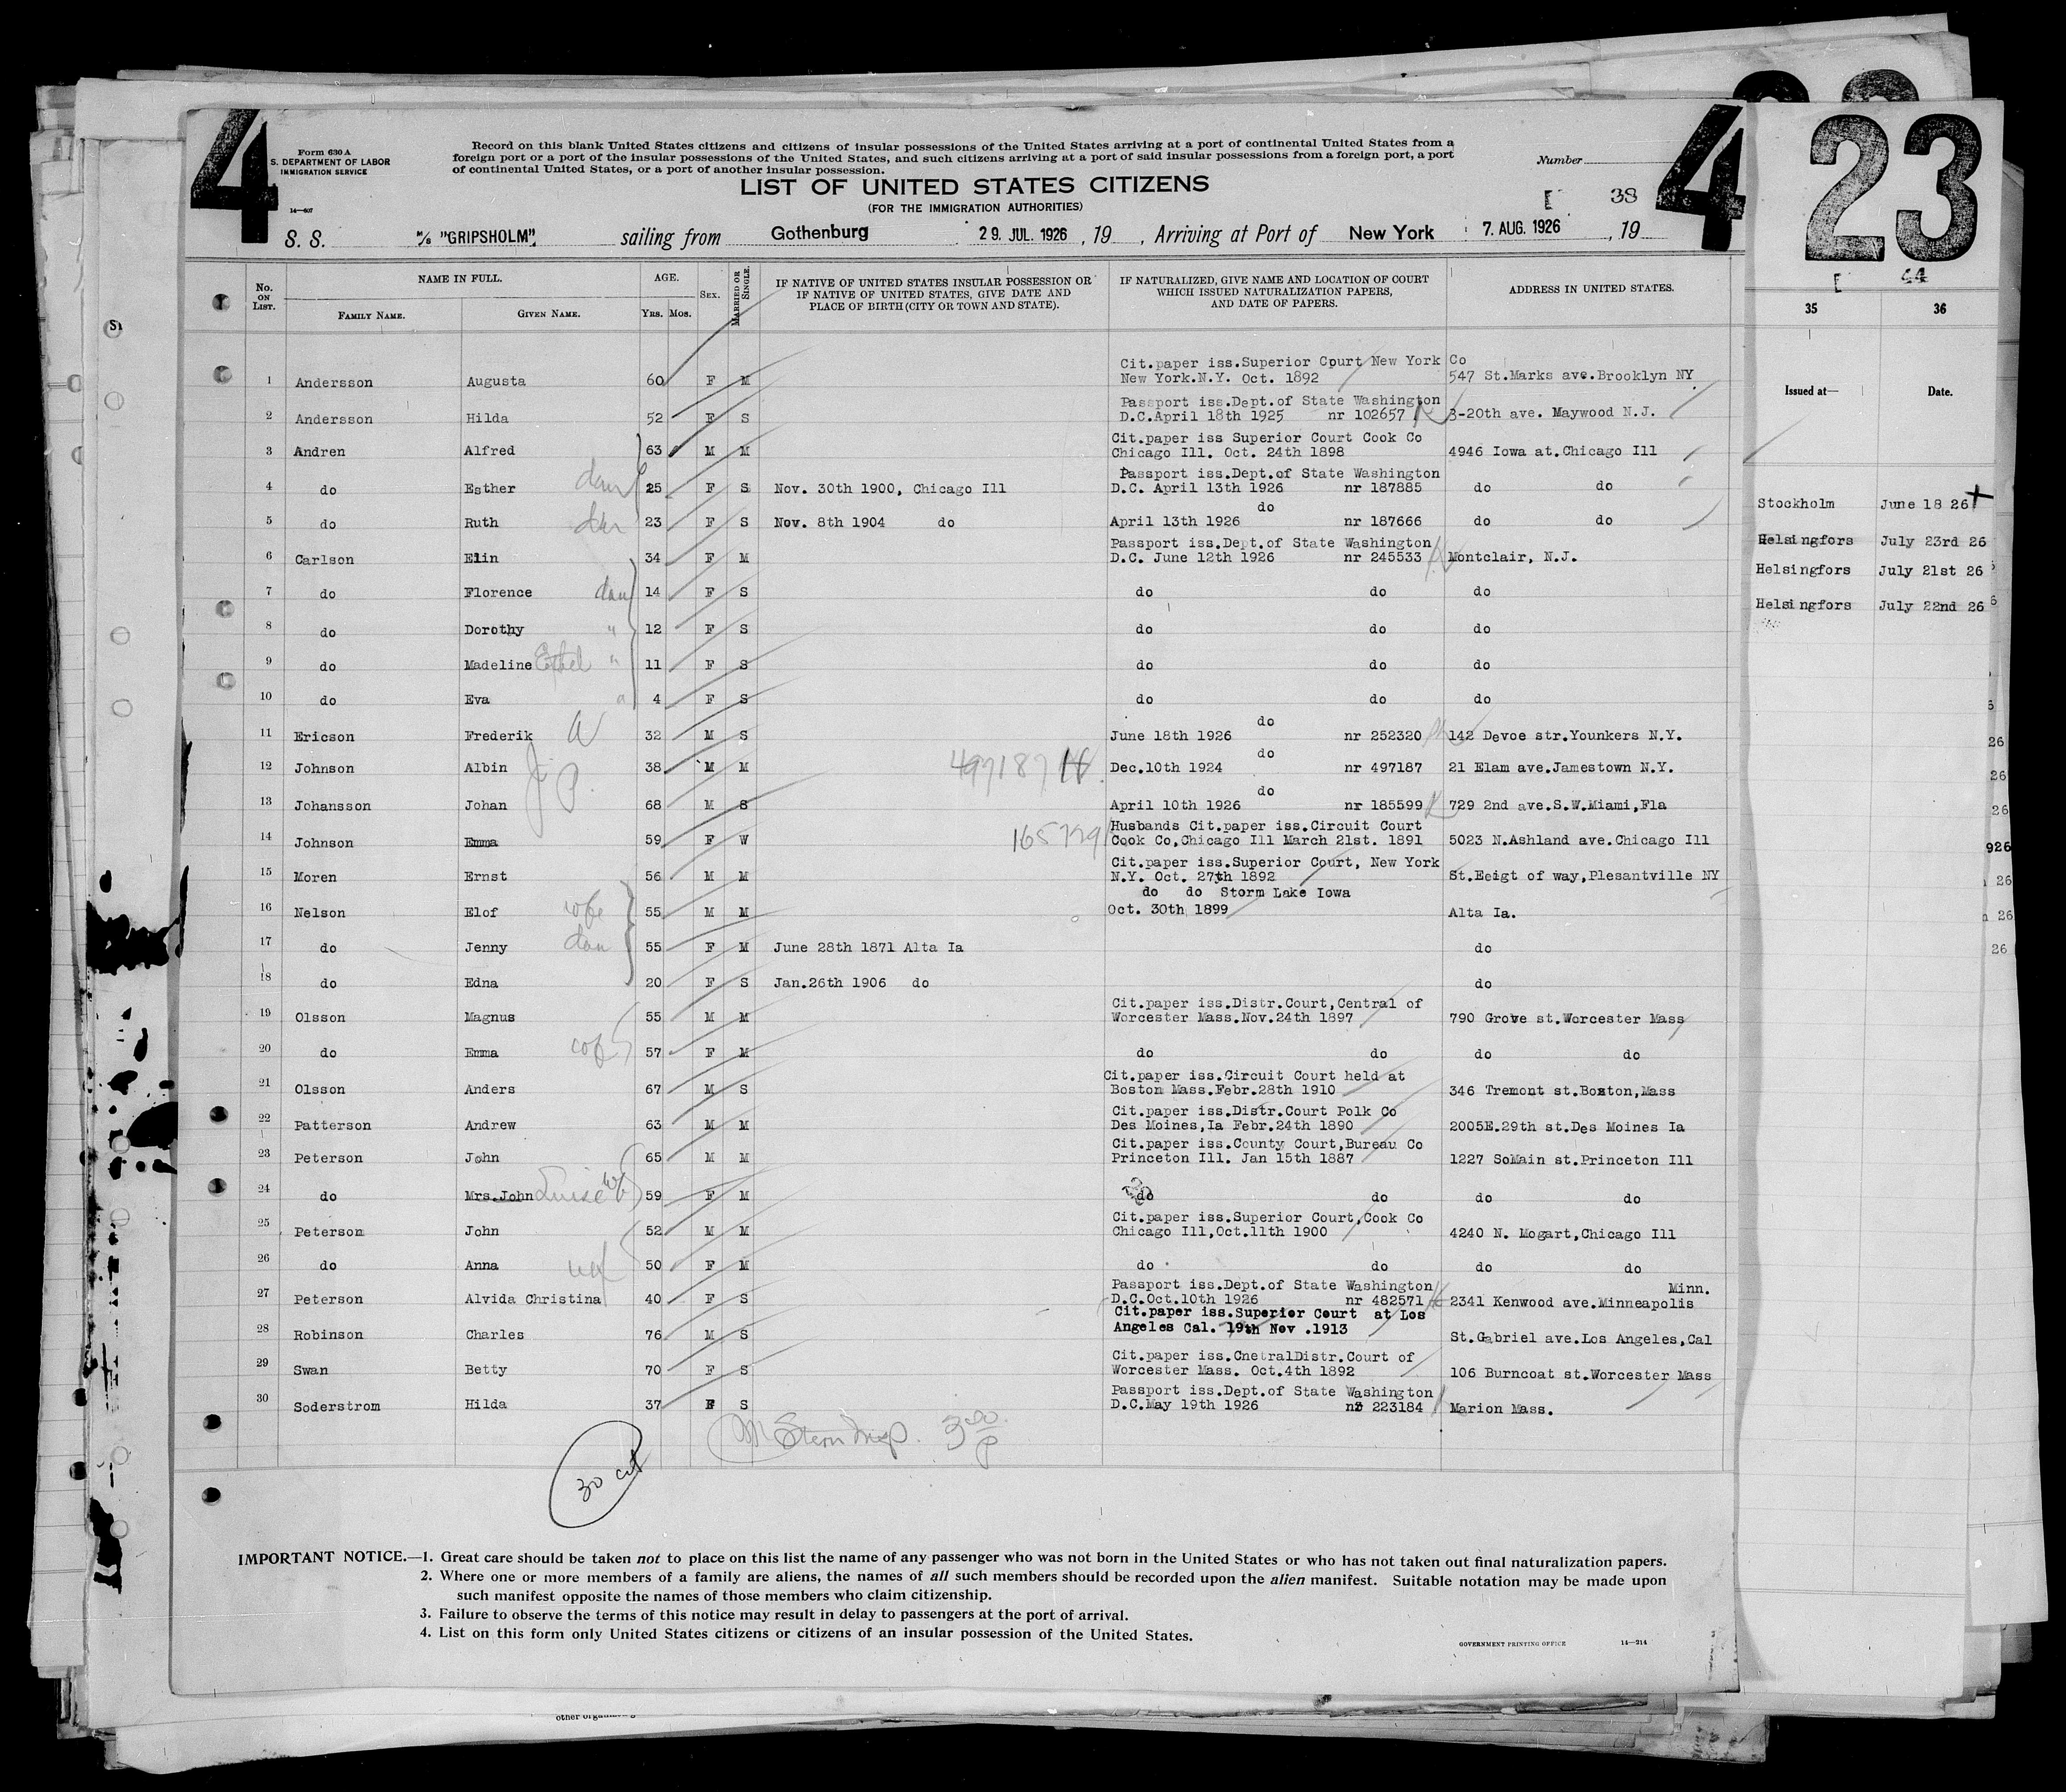 4
4
23
Form 630 A
S. DEPARTMENT OF LABOR
IMMIGRATION SERVICE
14—407
Record on this blank United States citizens and citizens of insular possessions of the United States arriving at a port of continental United States from a
foreign port or a port of the insular possessions of the United States, and such citizens arriving at a port of said insular possessions from a foreign port, a port
of continental United States, or a port of another insular possession.
Number
LIST OF UNITED STATES CITIZENS
(FOR THE IMMIGRATION AUTHORITIES)
E 38
S. S. M/S "GRIPSHOLM", sailing from Gothenburg 29. JUL. 1926, 19 , Arriving at Port of New York 7. AUG. 1926, 19
E 44
No. ON LIST.
NAME IN FULL.
FAMILY NAME. GIVEN NAME.
AGE.
YRS. MOS.
SEX.
MARRIED OR SINGLE.
IF NATIVE OF UNITED STATES INSULAR POSSESSION OR
IF NATIVE OF UNITED STATES, GIVE DATE AND
PLACE OF BIRTH (CITY OR TOWN AND STATE).
IF NATURALIZED, GIVE NAME AND LOCATION OF COURT
WHICH ISSUED NATURALIZATION PAPERS,
AND DATE OF PAPERS.
ADDRESS IN UNITED STATES.
35 36
Issued at— Date.
Cit.paper iss.Superior Court New York Co
1 Andersson Augusta 60 F M New York.N.Y. Oct. 1892 547 St.Marks ave.Brooklyn NY
Passport iss.Dept.of State Washington
2 Andersson Hilda 52 F S D.C.April 18th 1925 nr 102657 3-20th ave. Maywood N.J.
Cit.paper iss Superior Court Cook Co
3 Andren Alfred 63 M M Chicago Ill. Oct. 24th 1898 4946 Iowa at.Chicago Ill
Passport iss.Dept.of State Washington
4 do Esther dau 25 F S Nov. 30th 1900, Chicago Ill D.C. April 13th 1926 nr 187885 do do
do
5 do Ruth dau 23 F S Nov. 8th 1904 do April 13th 1926 nr 187666 do do
Passport iss.Dept.of State Washington
6 Carlson Elin 34 F M D.C. June 12th 1926 nr 245533 Montclair, N.J.
7 do Florence dau 14 F S do do do
8 do Dorothy " 12 F S do do do
9 do Madeline Ethel " 11 F S do do do
10 do Eva " 4 F S do do do
do
11 Ericson Frederik W 32 M S June 18th 1926 nr 252320 142 Devoe str.Younkers N.Y.
do
12 Johnson Albin J. 38 M M 497187 Dec.10th 1924 nr 497187 21 Elam ave.Jamestown N.Y.
do
13 Johansson Johan P. 68 M S April 10th 1926 nr 185599 729 2nd ave.S.W.Miami,Fla
Husbands Cit.paper iss.Circuit Court
14 Johnson Emma 59 F W 165779 Cook Co,Chicago Ill March 21st. 1891 5023 N.Ashland ave.Chicago Ill
Cit.paper iss.Superior Court, New York
15 Moren Ernst 56 M M N.Y. Oct. 27th 1892 St.Eeigt of way,Plesantville NY
do do Storm Lake Iowa
16 Nelson Elof wife 55 M M Oct. 30th 1899 Alta Ia.
17 do Jenny dau 55 F M June 28th 1871 Alta Ia do
18 do Edna 20 F S Jan.26th 1906 do do
Cit.paper iss.Distr.Court,Central of
19 Olsson Magnus 55 M M Worcester Mass.Nov.24th 1897 790 Grove st.Worcester Mass
20 do Emma wife 57 F M do do do do
Cit.paper iss.Circuit Court held at
21 Olsson Anders 67 M S Boston Mass.Febr.28th 1910 346 Tremont st.Boxton,Mass
Cit.paper iss.Distr.Court Polk Co
22 Patterson Andrew 63 M M Des Moines,Ia Febr.24th 1890 2005E.29th st.Des Moines Ia
Cit.paper iss.County Court,Bureau Co
23 Peterson John 65 M M Princeton Ill. Jan 15th 1887 1227 SoMain st.Princeton Ill
24 do Mrs.John Luise wf 59 F M do do do do
Cit.paper iss.Superior Court,Cook Co
25 Peterson John 52 M M Chicago Ill,Oct.11th 1900 4240 N. Mogart,Chicago Ill
26 do Anna wf 50 F M do do do do
Passport iss.Dept.of State Washington Minn.
27 Peterson Alvida Christina 40 F S D.C.Oct.10th 1926 nr 482571 2341 Kenwood ave.Minneapolis
Cit.paper iss.Superior Court at Los
28 Robinson Charles 76 M S Angeles Cal. 19th Nov .1913 St.Gabriel ave.Los Angeles,Cal
Cit.paper iss.CnetralDistr.Court of
29 Swan Betty 70 F S Worcester Mass. Oct.4th 1892 106 Burncoat st.Worcester Mass
Passport iss.Dept.of State Washington
30 Soderstrom Hilda 37 F S D.C.May 19th 1926 nr 223184 Marion Mass.
Stockholm June 18 26
Helsingfors July 23rd 26
Helsingfors July 21st 26
Helsingfors July 22nd 26
26
26
26
926
26
26
26
M Stern Insp. 3
30 cit
IMPORTANT NOTICE.—1. Great care should be taken not to place on this list the name of any passenger who was not born in the United States or who has not taken out final naturalization papers.
2. Where one or more members of a family are aliens, the names of all such members should be recorded upon the alien manifest. Suitable notation may be made upon
such manifest opposite the names of those members who claim citizenship.
3. Failure to observe the terms of this notice may result in delay to passengers at the port of arrival.
4. List on this form only United States citizens or citizens of an insular possession of the United States.
GOVERNMENT PRINTING OFFICE 14—214